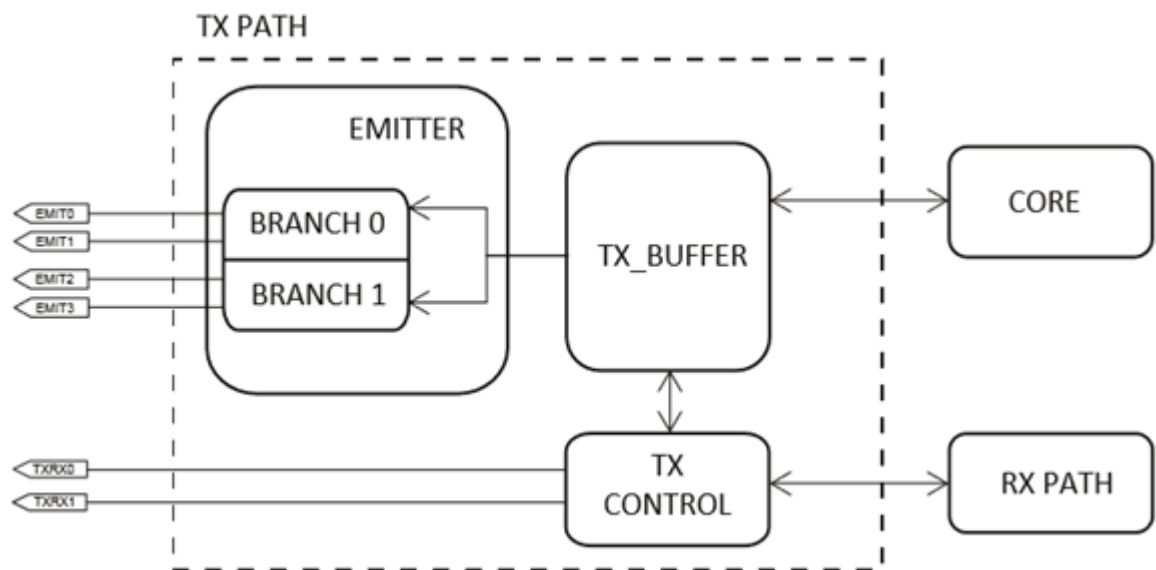 TX PATH
EMITTER
BRANCH 0
BRANCH 1
EMIT0
EMIT1
EMIT2
EMIT3
TX_BUFFER
CORE
TXRX0
TXRX1
TX
CONTROL
RX PATH